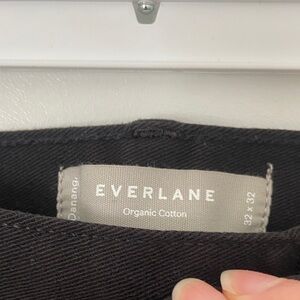 Danang,
EVERLANE
Organic Cotton
32 x 32